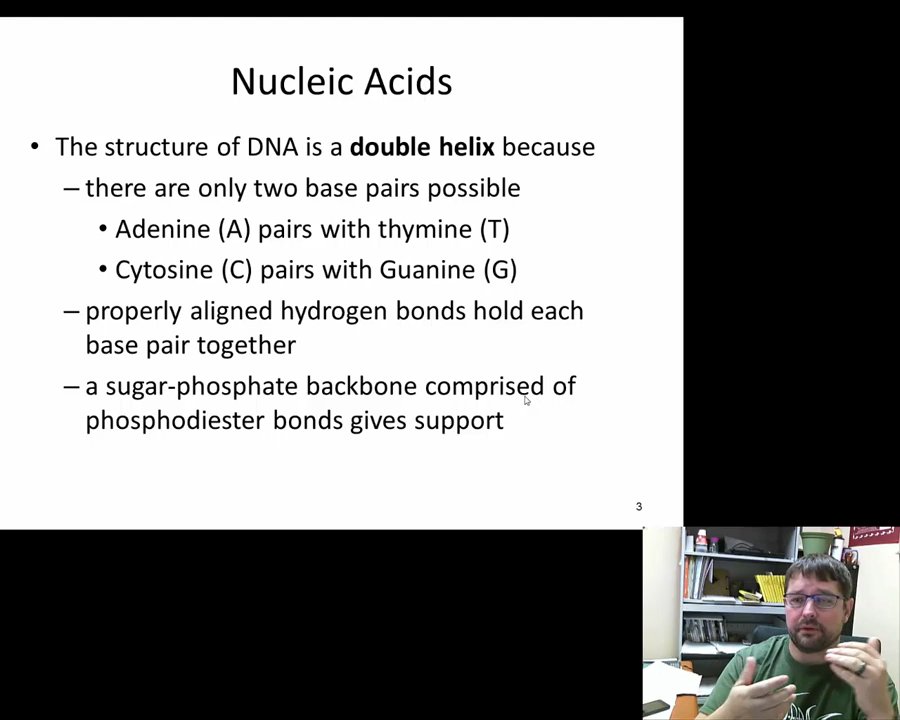 Nucleic Acids
• The structure of DNA is a double helix because
– there are only two base pairs possible
• Adenine (A) pairs with thymine (T)
• Cytosine (C) pairs with Guanine (G)
– properly aligned hydrogen bonds hold each
base pair together
– a sugar-phosphate backbone comprised of
phosphodiester bonds gives support
3